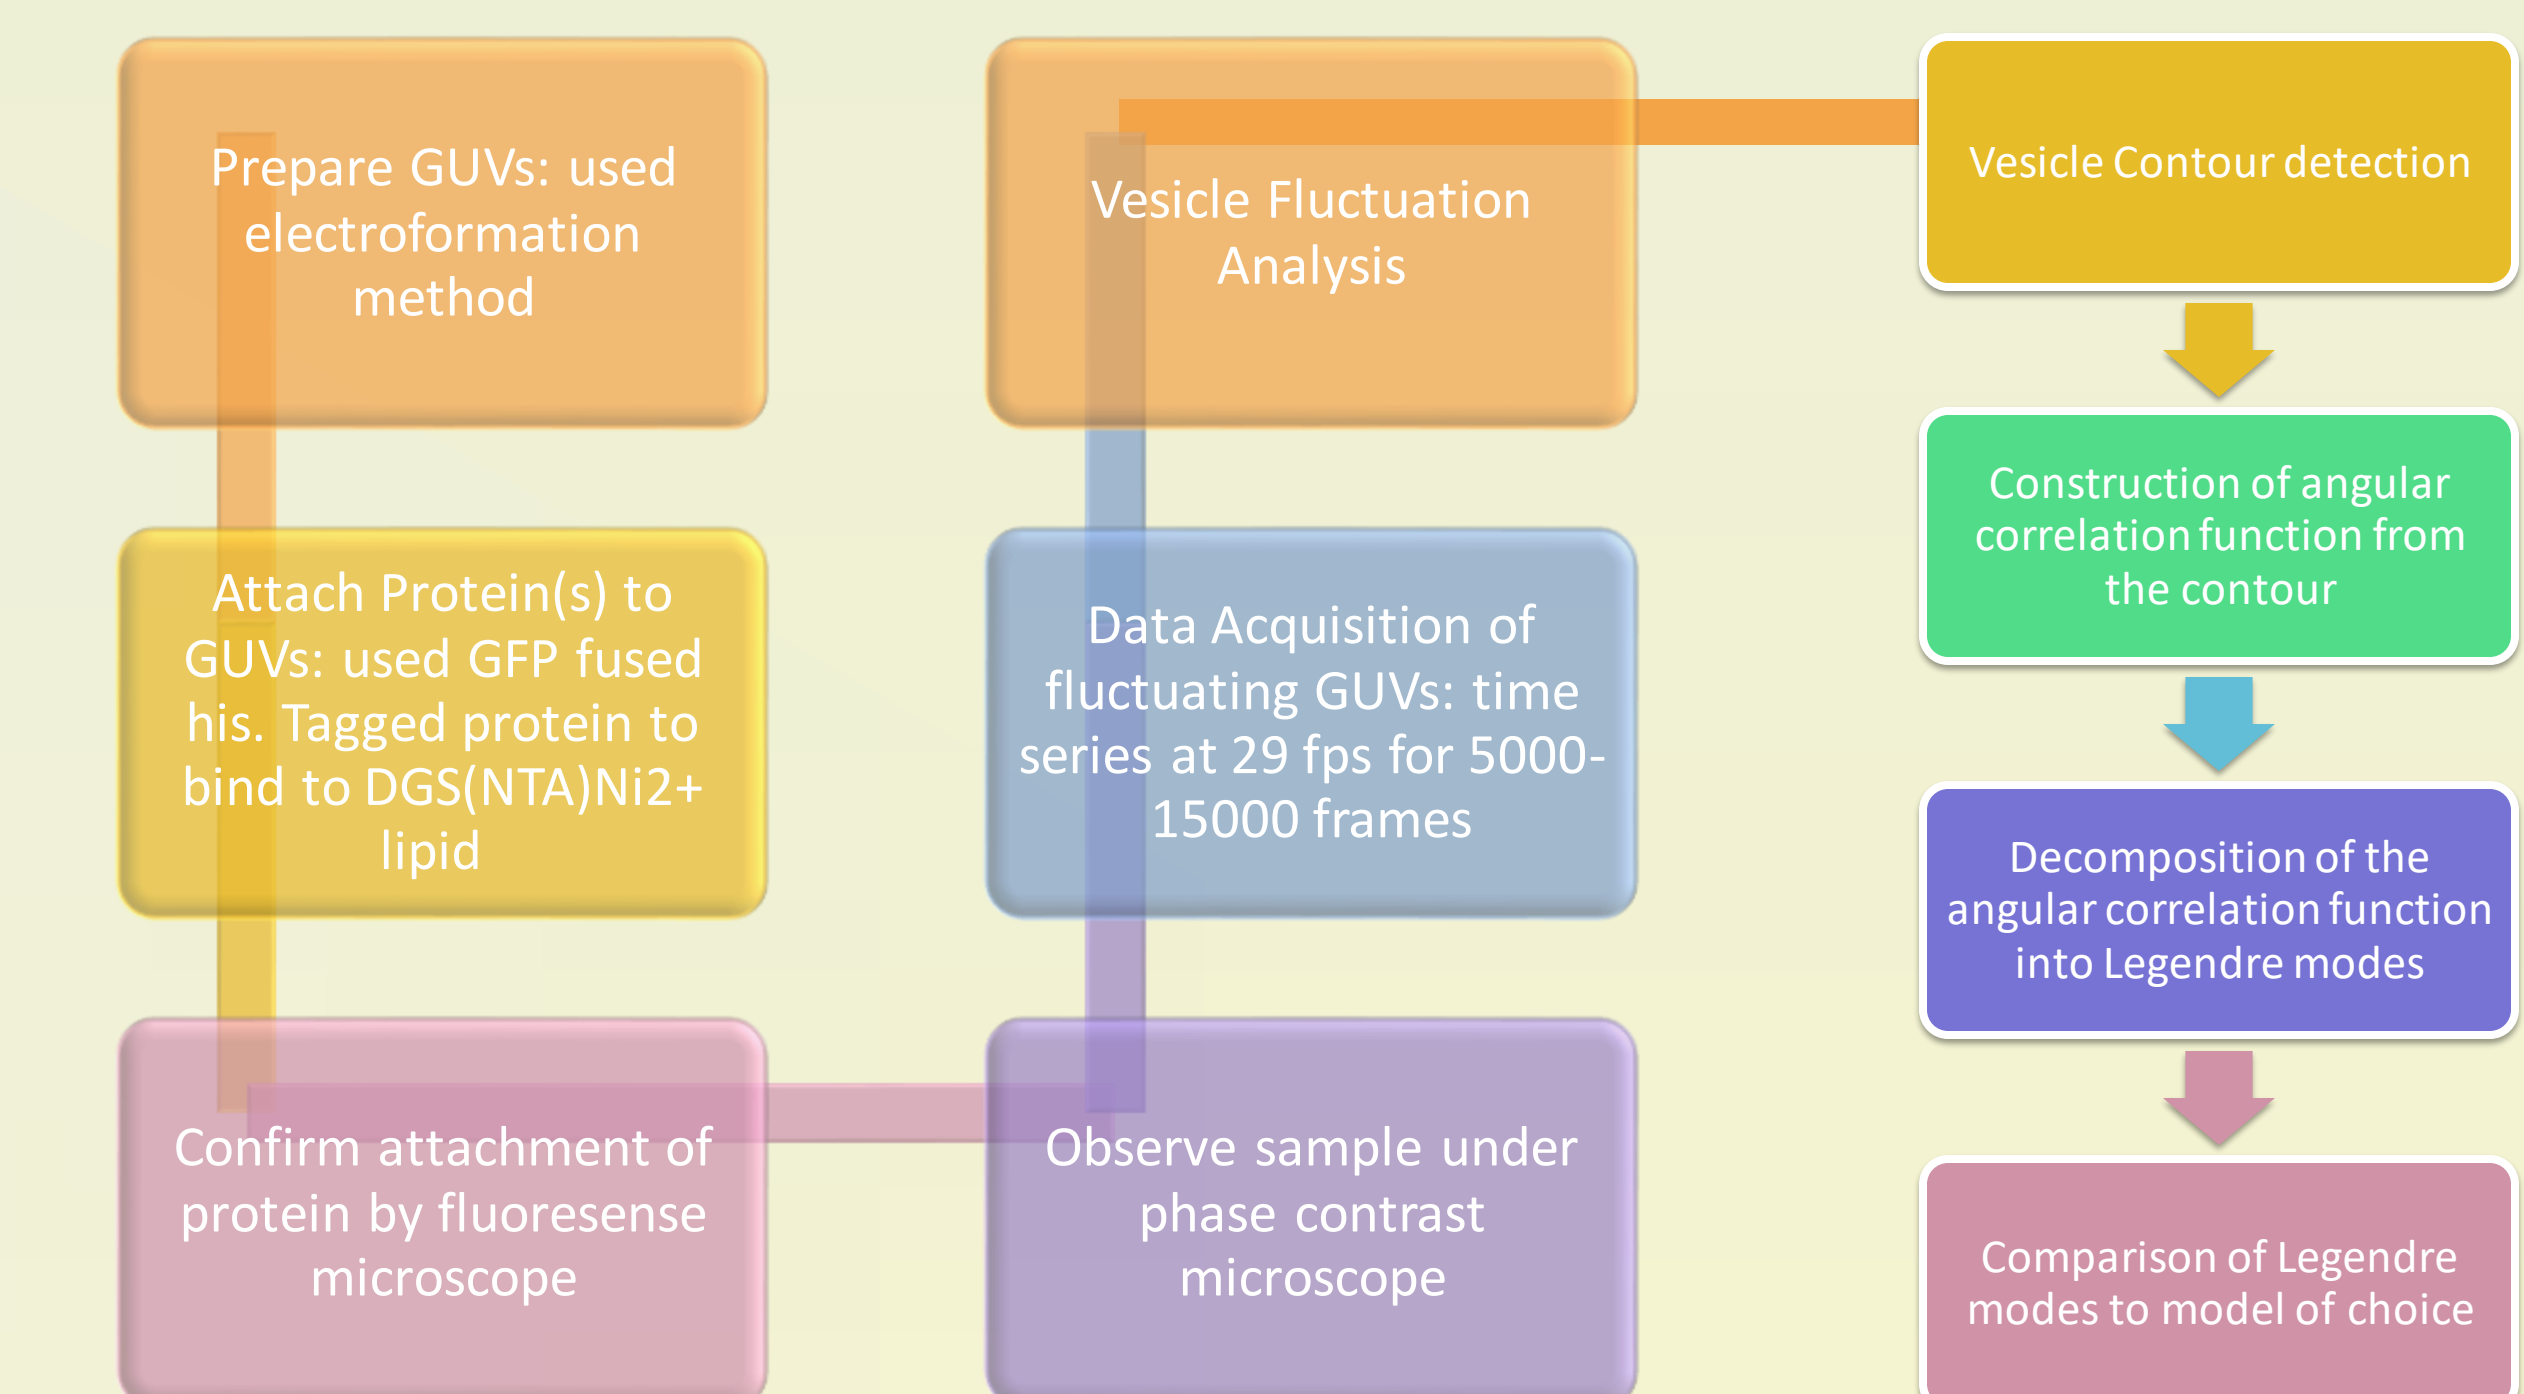 Prepare GUVs: used
electroformation
method
Attach Protein(s) to
GUVs: used GFP fused
his. Tagged protein to
bind to DGS(NTA)Ni2+
lipid
Confirm attachment of
protein by fluoresense
microscope
Observe sample under
phase contrast
microscope
Data Acquisition of
fluctuating GUVs: time
series at 29 fps for 5000-
15000 frames
Vesicle Fluctuation
Analysis
Vesicle Contour detection
Construction of angular
correlation function from
the contour
Decomposition of the
angular correlation function
into Legendre modes
Comparison of Legendre
modes to model of choice